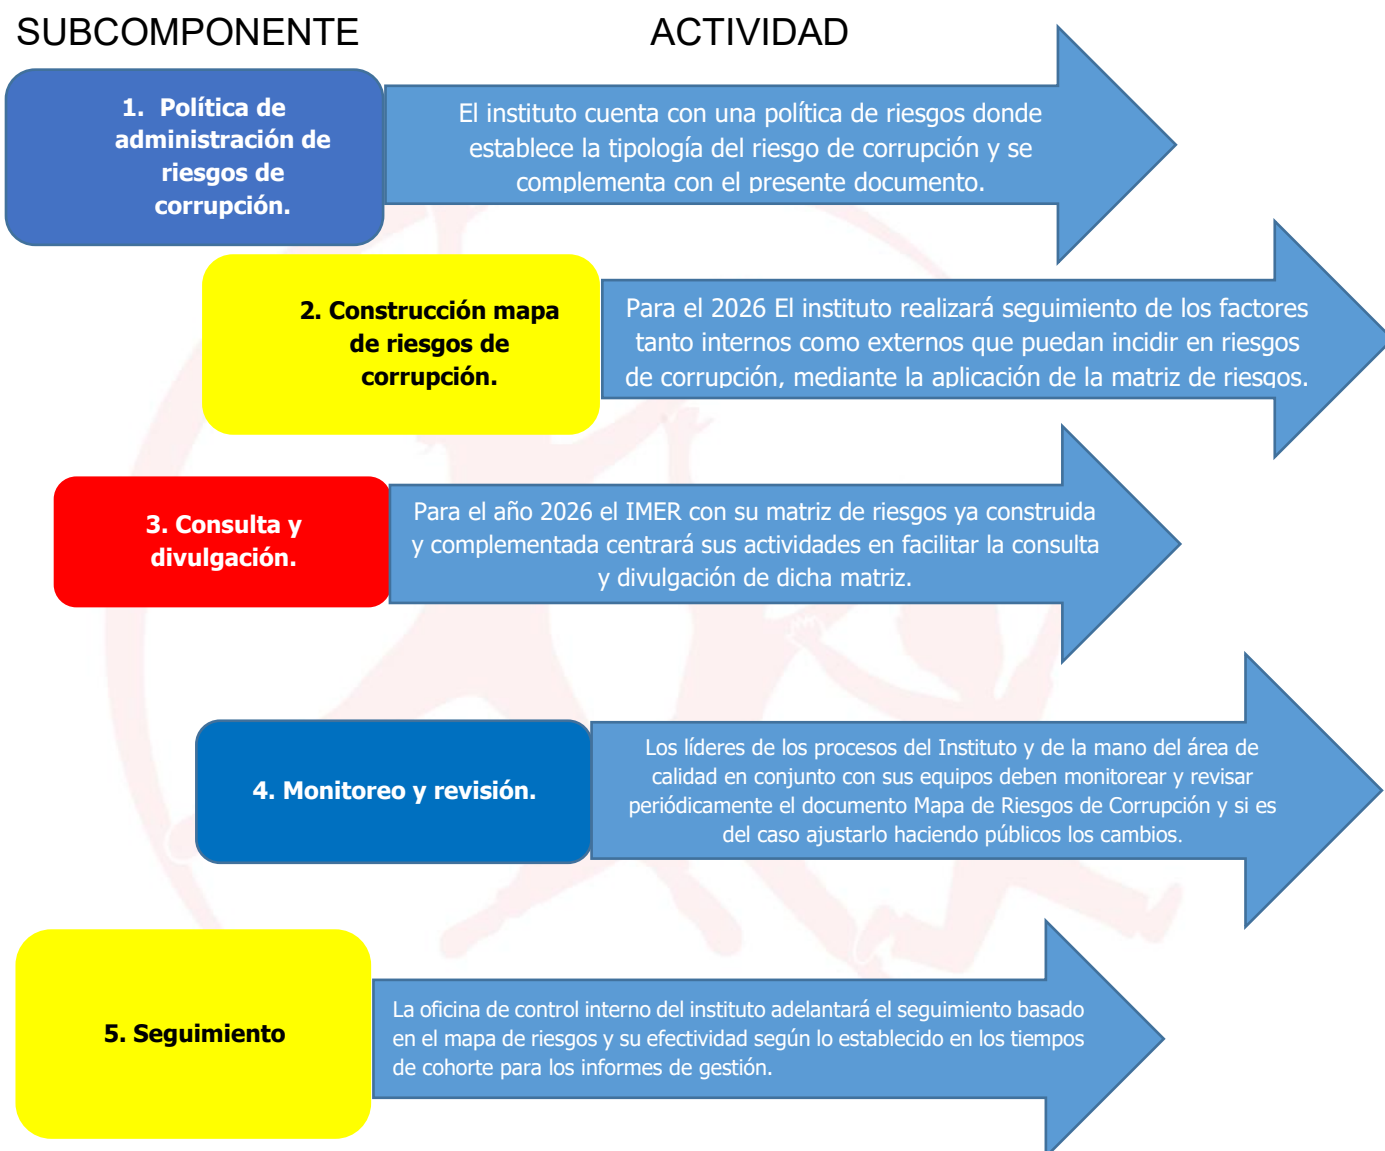 SUBCOMPONENTE
ACTIVIDAD
1. Política de
administración de
riesgos de
corrupción.
El instituto cuenta con una política de riesgos donde
establece la tipología del riesgo de corrupción y se
complementa con el presente documento.
2. Construcción mapa
de riesgos de
corrupción.
Para el 2026 El instituto realizará seguimiento de los factores
tanto internos como externos que puedan incidir en riesgos
de corrupción, mediante la aplicación de la matriz de riesgos.
3. Consulta y
divulgación.
Para el año 2026 el IMER con su matriz de riesgos ya construida
y complementada centrará sus actividades en facilitar la consulta
y divulgación de dicha matriz.
4. Monitoreo y revisión.
Los líderes de los procesos del Instituto y de la mano del área de
calidad en conjunto con sus equipos deben monitorear y revisar
periódicamente el documento Mapa de Riesgos de Corrupción y si es
del caso ajustarlo haciendo públicos los cambios.
5. Seguimiento
La oficina de control interno del instituto adelantará el seguimiento basado
en el mapa de riesgos y su efectividad según lo establecido en los tiempos
de cohorte para los informes de gestión.